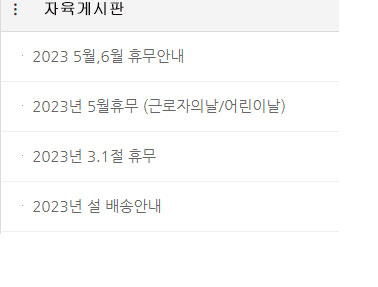 자육게시판
2023 5월,6월 휴무안내
2023년 5월휴무 (근로자의날/어린이날)
2023년 3.1절 휴무
2023년 설 배송안내